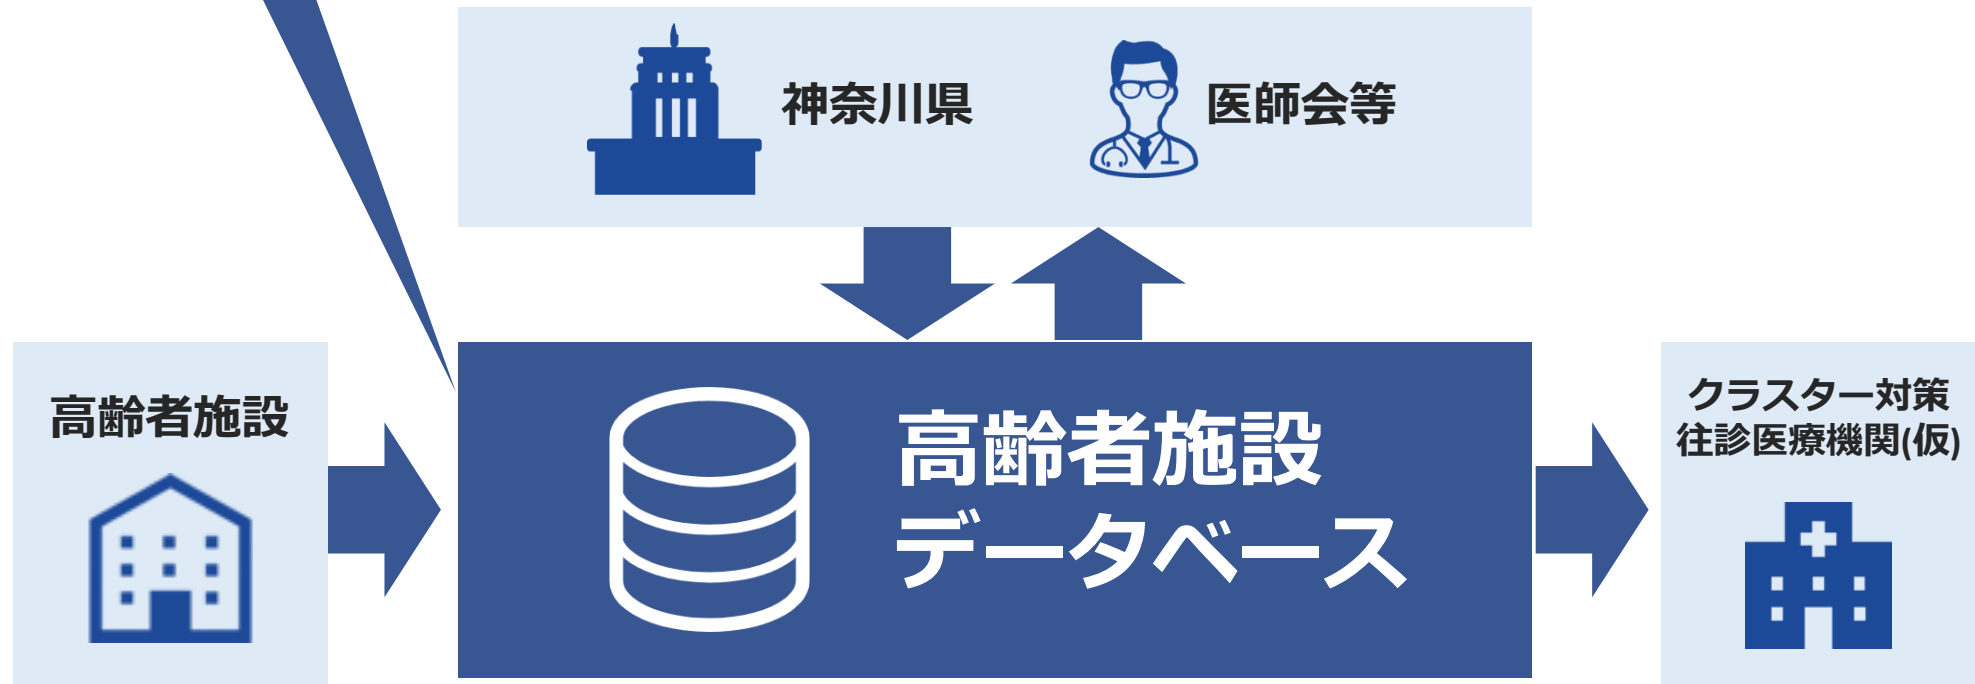 神奈川県
医師会等
高齢者施設
高齢者施設
データベース
クラスター対策
往診医療機関(仮)